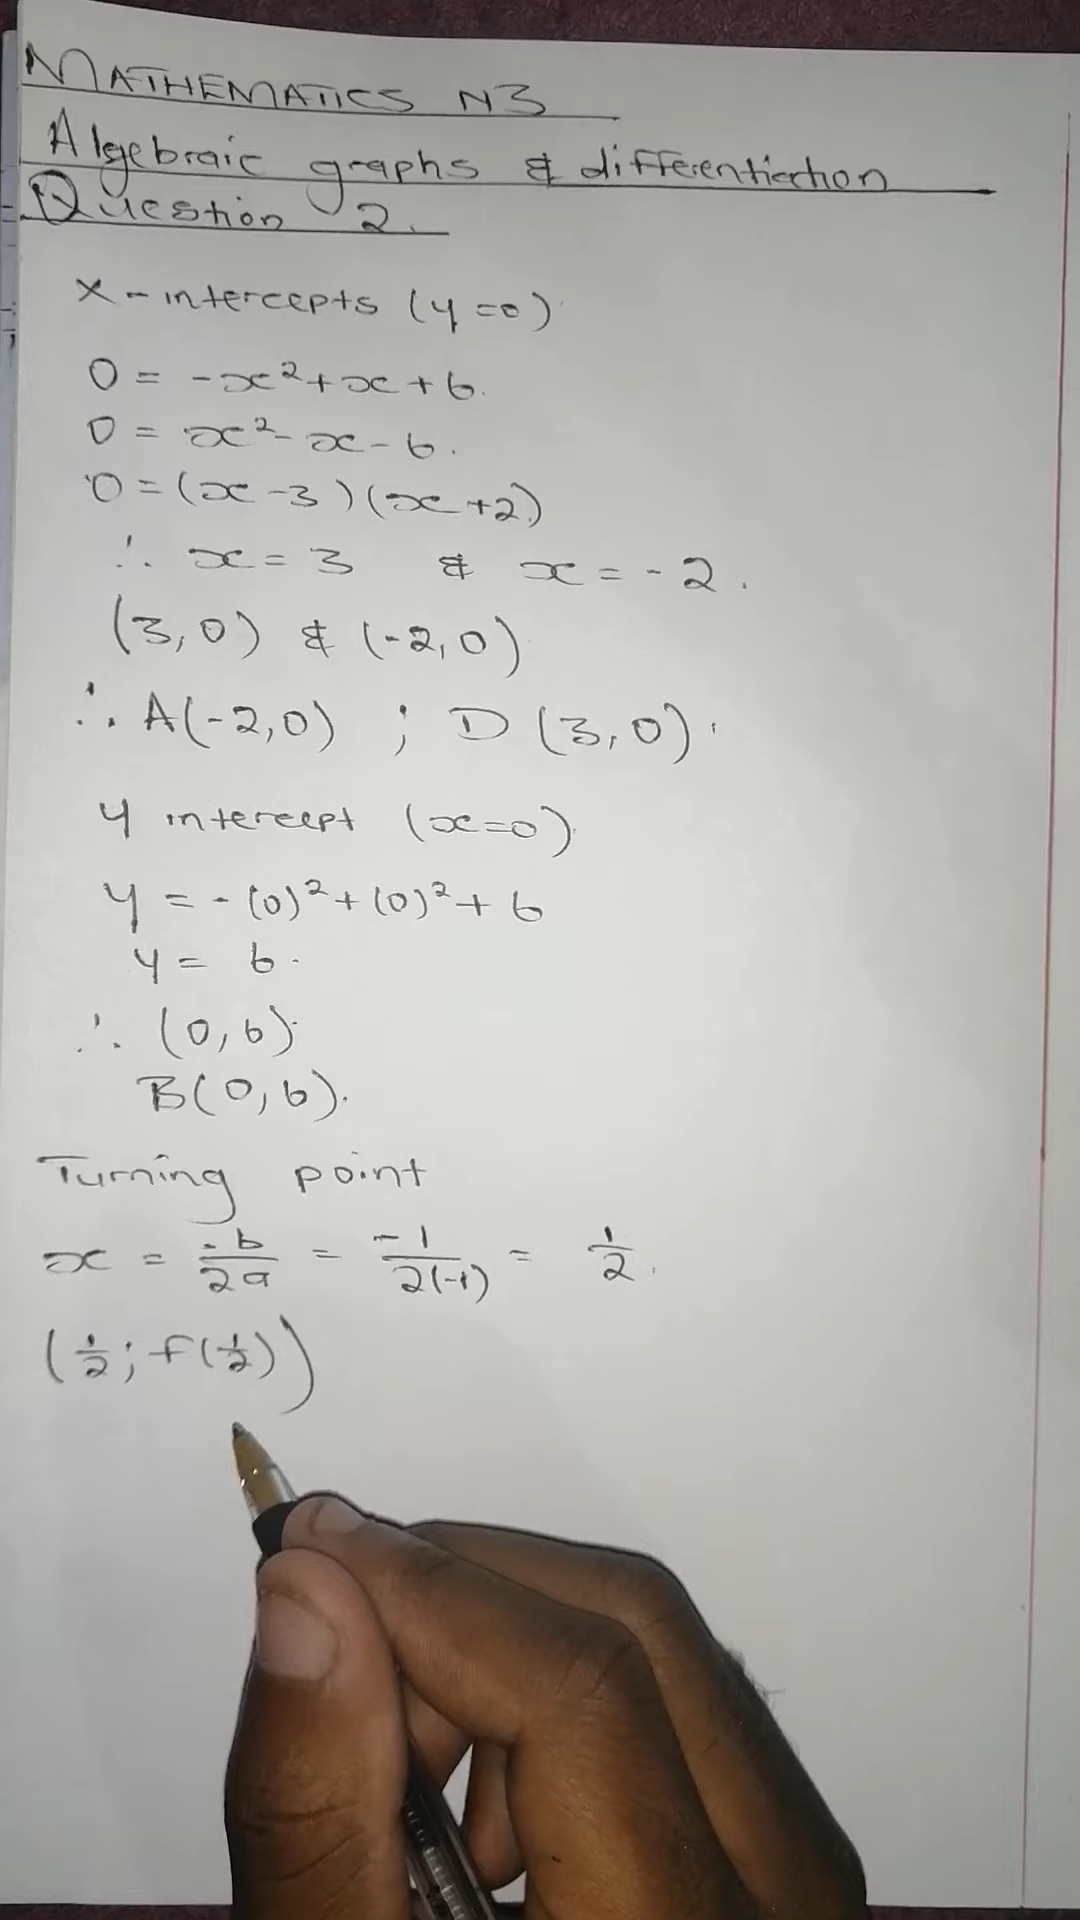 MATHEMATICS N3
Algebraic graphs & differentiation
Question 2.
x-intercepts (y=0)
0 = -x²+x+6.
0 = x²-x-6.
0=(x-3)(x+2)
∴ x=3 & x=-2.
(3,0) & (-2,0)
∴ A(-2,0) ; D(3,0).
y intercept (x=0)
y = -(0)²+(0)²+6
y = 6.
∴ (0,6)
B(0,6).
Turning point
x = -b/2a = -1/2(-1) = 1/2.
(1/2; f(1/2))